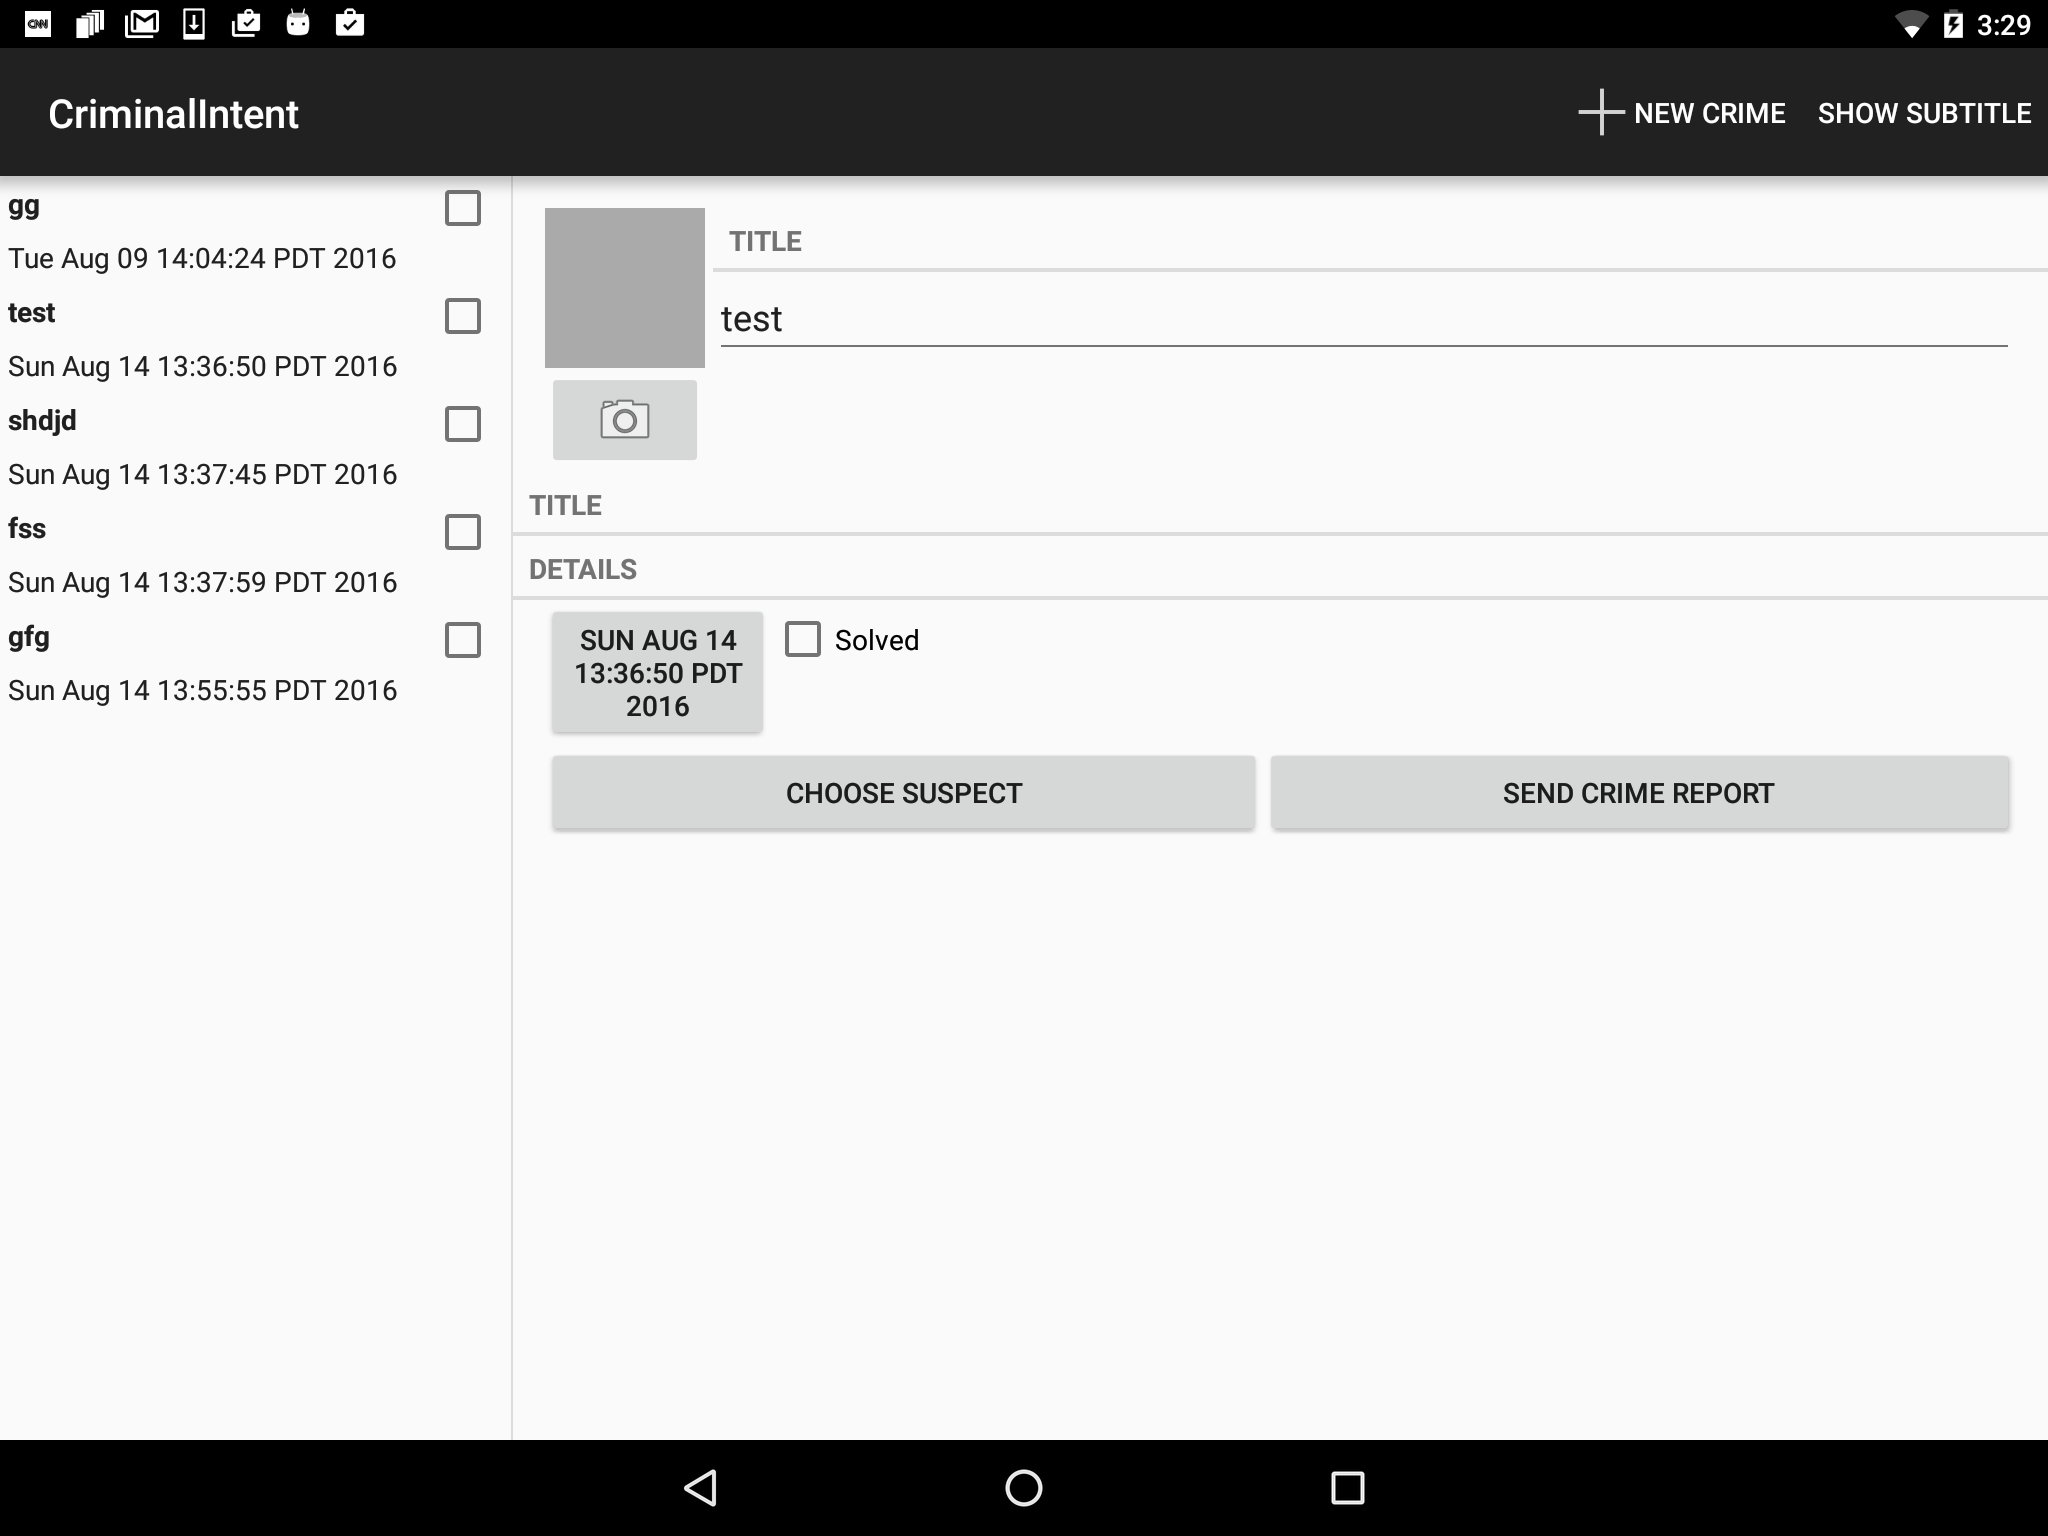 CNN
3:29
CriminalIntent
NEW CRIME
SHOW SUBTITLE
gg
Tue Aug 09 14:04:24 PDT 2016
test
Sun Aug 14 13:36:50 PDT 2016
shdjd
Sun Aug 14 13:37:45 PDT 2016
fss
Sun Aug 14 13:37:59 PDT 2016
gfg
Sun Aug 14 13:55:55 PDT 2016
TITLE
test
TITLE
DETAILS
SUN AUG 14
13:36:50 PDT
2016
Solved
CHOOSE SUSPECT
SEND CRIME REPORT